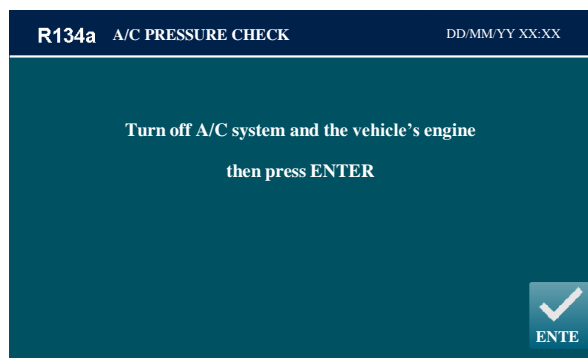 R134a A/C PRESSURE CHECK DD/MM/YY XX:XX
Turn off A/C system and the vehicle’s engine
then press ENTER
ENTE